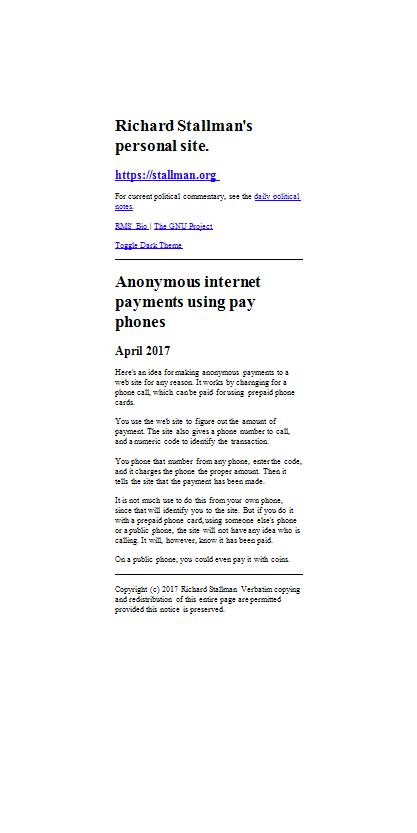 Richard Stallman's
personal site.
https://stallman.org
For current political commentary, see the daily political
notes.
RMS' Bio | The GNU Project
Toggle Dark Theme
Anonymous internet
payments using pay
phones
April 2017
Here's an idea for making anonymous payments to a
web site for any reason. It works by charnging for a
phone call, which can be paid for using prepaid phone
cards.
You use the web site to figure out the amount of
payment. The site also gives a phone number to call,
and a numeric code to identify the transaction.
You phone that number from any phone, enter the code,
and it charges the phone the proper amount. Then it
tells the site that the payment has been made.
It is not much use to do this from your own phone,
since that will identify you to the site. But if you do it
with a prepaid phone card, using someone else's phone
or a public phone, the site will not have any idea who is
calling. It will, however, know it has been paid.
On a public phone, you could even pay it with coins.
Copyright (c) 2017 Richard Stallman Verbatim copying
and redistribution of this entire page are permitted
provided this notice is preserved.